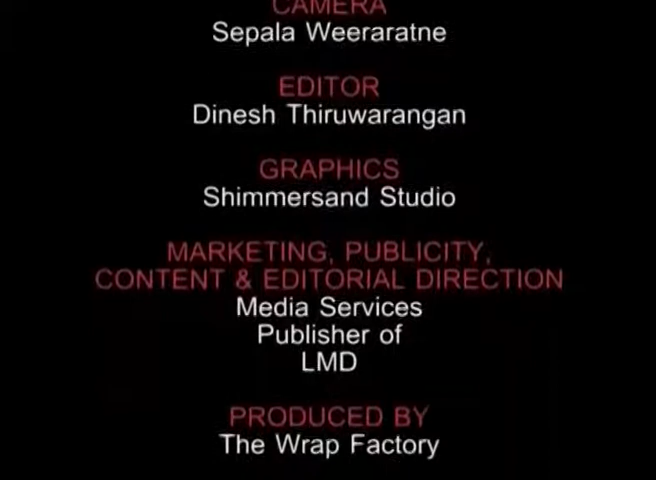 CAMERA
Sepala Weeraratne
EDITOR
Dinesh Thiruwarangan
GRAPHICS
Shimmersand Studio
MARKETING, PUBLICITY,
CONTENT & EDITORIAL DIRECTION
Media Services
Publisher of
LMD
PRODUCED BY
The Wrap Factory